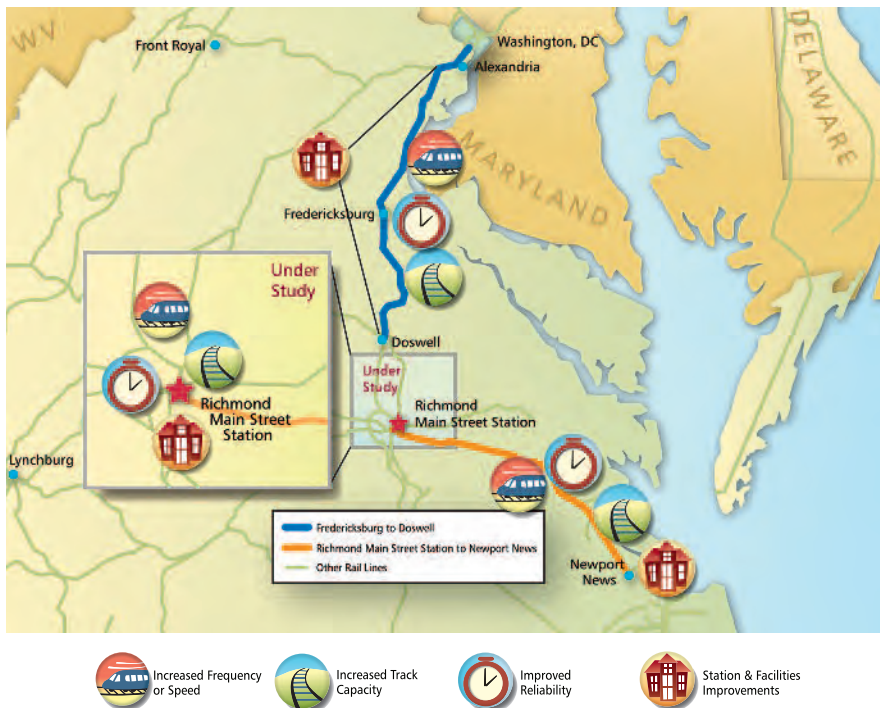 WV
Front Royal
Washington, DC
Alexandria
DELAWARE
MARYLAND
Fredericksburg
Under
Study
Doswell
Under
Study
Richmond
Main Street
Station
Richmond
Main Street Station
Lynchburg
Fredericksburg to Doswell
Richmond Main Street Station to Newport News
Other Rail Lines
Newport
News
Increased Frequency
or Speed
Increased Track
Capacity
Improved
Reliability
Station & Facilities
Improvements